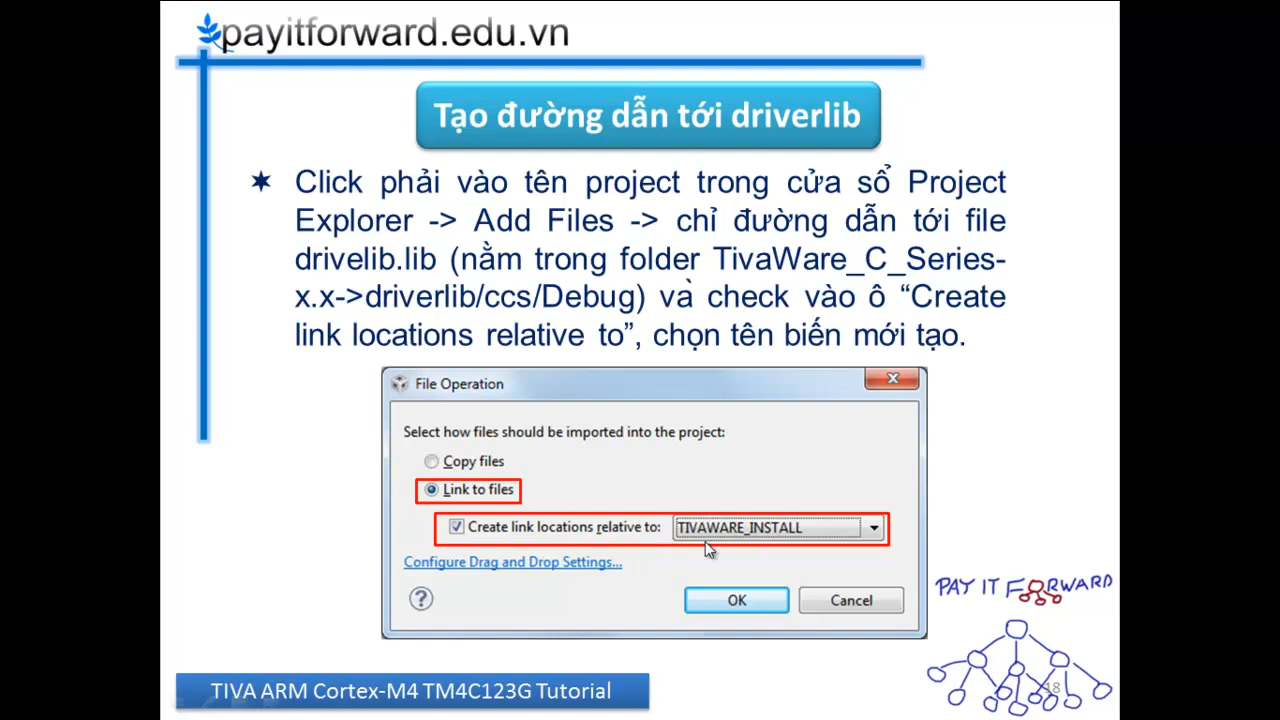 payitforward.edu.vn
Tạo đường dẫn tới driverlib
Click phải vào tên project trong cửa sổ Project
Explorer -> Add Files -> chỉ đường dẫn tới file
drivelib.lib (nằm trong folder TivaWare_C_Series-
x.x->driverlib/ccs/Debug) và check vào ô “Create
link locations relative to”, chọn tên biến mới tạo.
File Operation
Select how files should be imported into the project:
Copy files
Link to files
Create link locations relative to: TIVAWARE_INSTALL
Configure Drag and Drop Settings...
?
OK Cancel
PAY IT FORWARD
TIVA ARM Cortex-M4 TM4C123G Tutorial
18